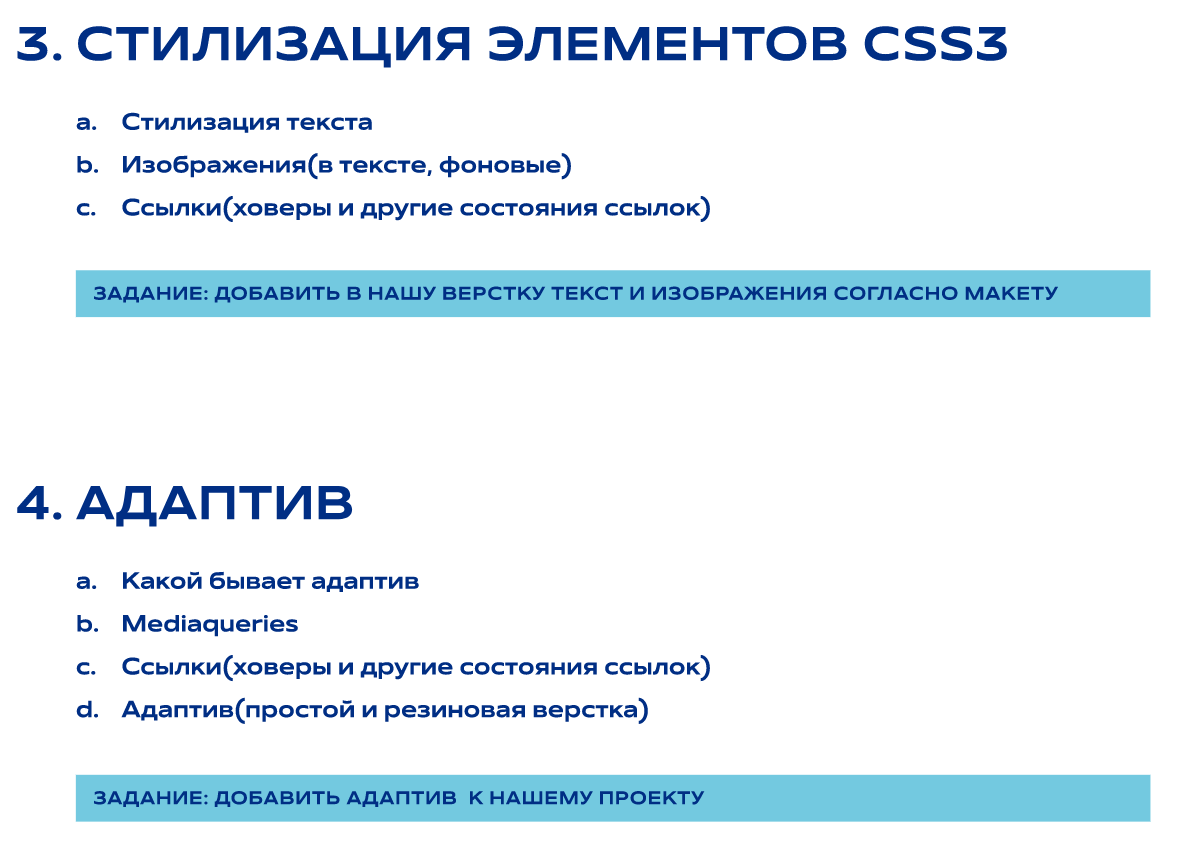 3. СТИЛИЗАЦИЯ ЭЛЕМЕНТОВ CSS3
a. Стилизация текста
b. Изображения(в тексте, фоновые)
c. Ссылки(ховеры и другие состояния ссылок)
ЗАДАНИЕ: ДОБАВИТЬ В НАШУ ВЕРСТКУ ТЕКСТ И ИЗОБРАЖЕНИЯ СОГЛАСНО МАКЕТУ
4. АДАПТИВ
a. Какой бывает адаптив
b. Mediaqueries
c. Ссылки(ховеры и другие состояния ссылок)
d. Адаптив(простой и резиновая верстка)
ЗАДАНИЕ: ДОБАВИТЬ АДАПТИВ  К НАШЕМУ ПРОЕКТУ